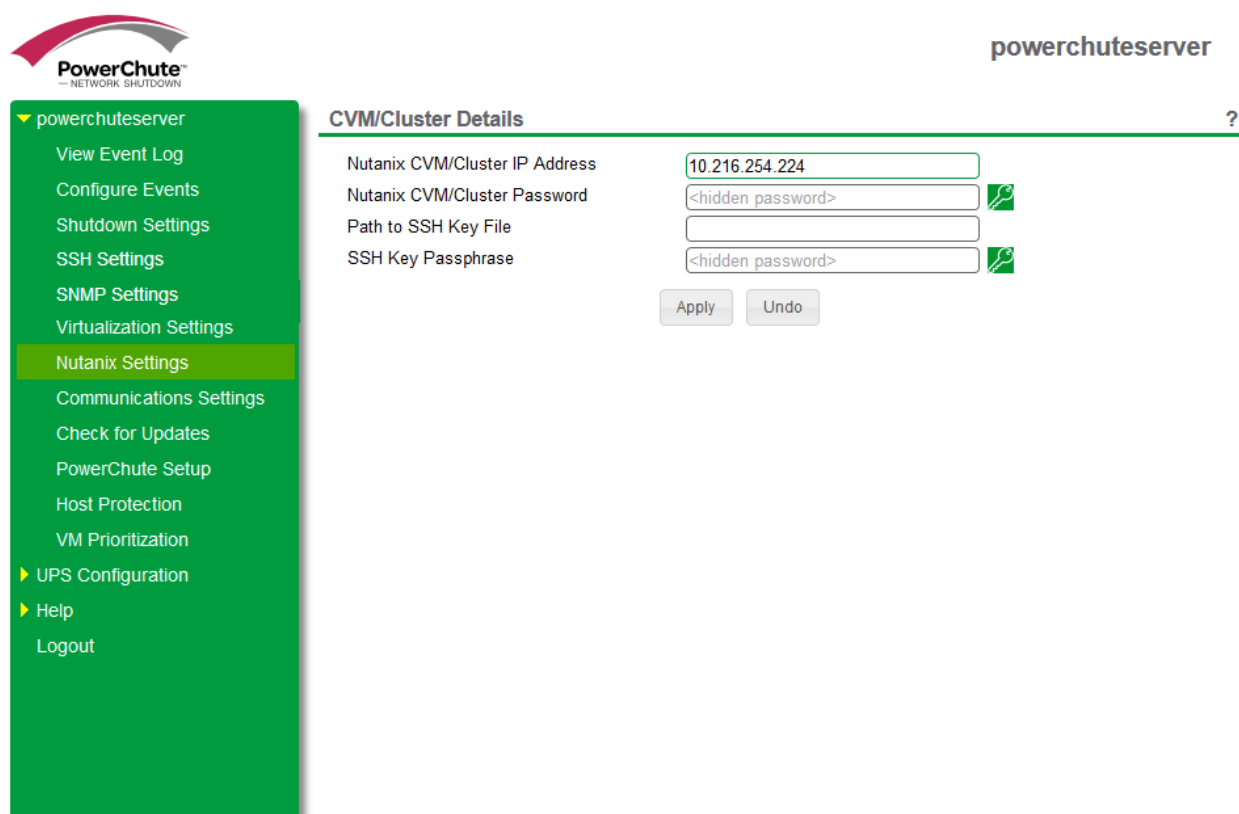 PowerChute™
— NETWORK SHUTDOWN
powerchuteserver
powerchuteserver
View Event Log
Configure Events
Shutdown Settings
SSH Settings
SNMP Settings
Virtualization Settings
Nutanix Settings
Communications Settings
Check for Updates
PowerChute Setup
Host Protection
VM Prioritization
UPS Configuration
Help
Logout
CVM/Cluster Details ?
Nutanix CVM/Cluster IP Address 10.216.254.224
Nutanix CVM/Cluster Password <hidden password>
Path to SSH Key File
SSH Key Passphrase <hidden password>
Apply Undo